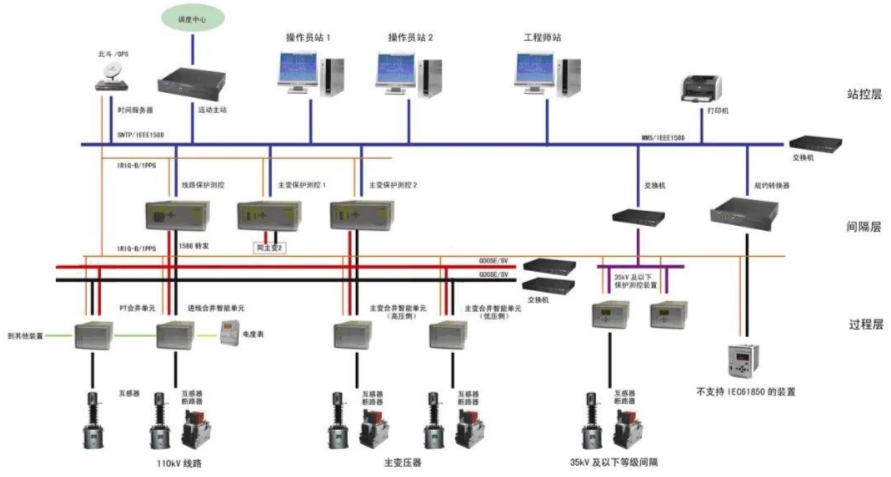 调度中心
北斗/GPS
操作员站 1
操作员站 2
工程师站
站控层
时间服务器
远动主站
打印机
SNTP/IEEE1588
MMS/IEEE1588
交换机
IRIG-B/1PPS
线路保护测控
主变保护测控 1
主变保护测控 2
交换机
规约转换器
间隔层
1588 转发
同主变2
IRIG-B/1PPS
GOOSE/SV
GOOSE/SV
交换机
35kV 及以下
保护测控装置
PT合并单元
进线合并智能单元
主变合并智能单元
(高压侧)
主变合并智能单元
(低压侧)
过程层
到其他装置
电度表
不支持 IEC61850 的装置
互感器
互感器
断路器
互感器
断路器
互感器
断路器
互感器
断路器
110kV 线路
主变压器
35kV 及以下等级间隔